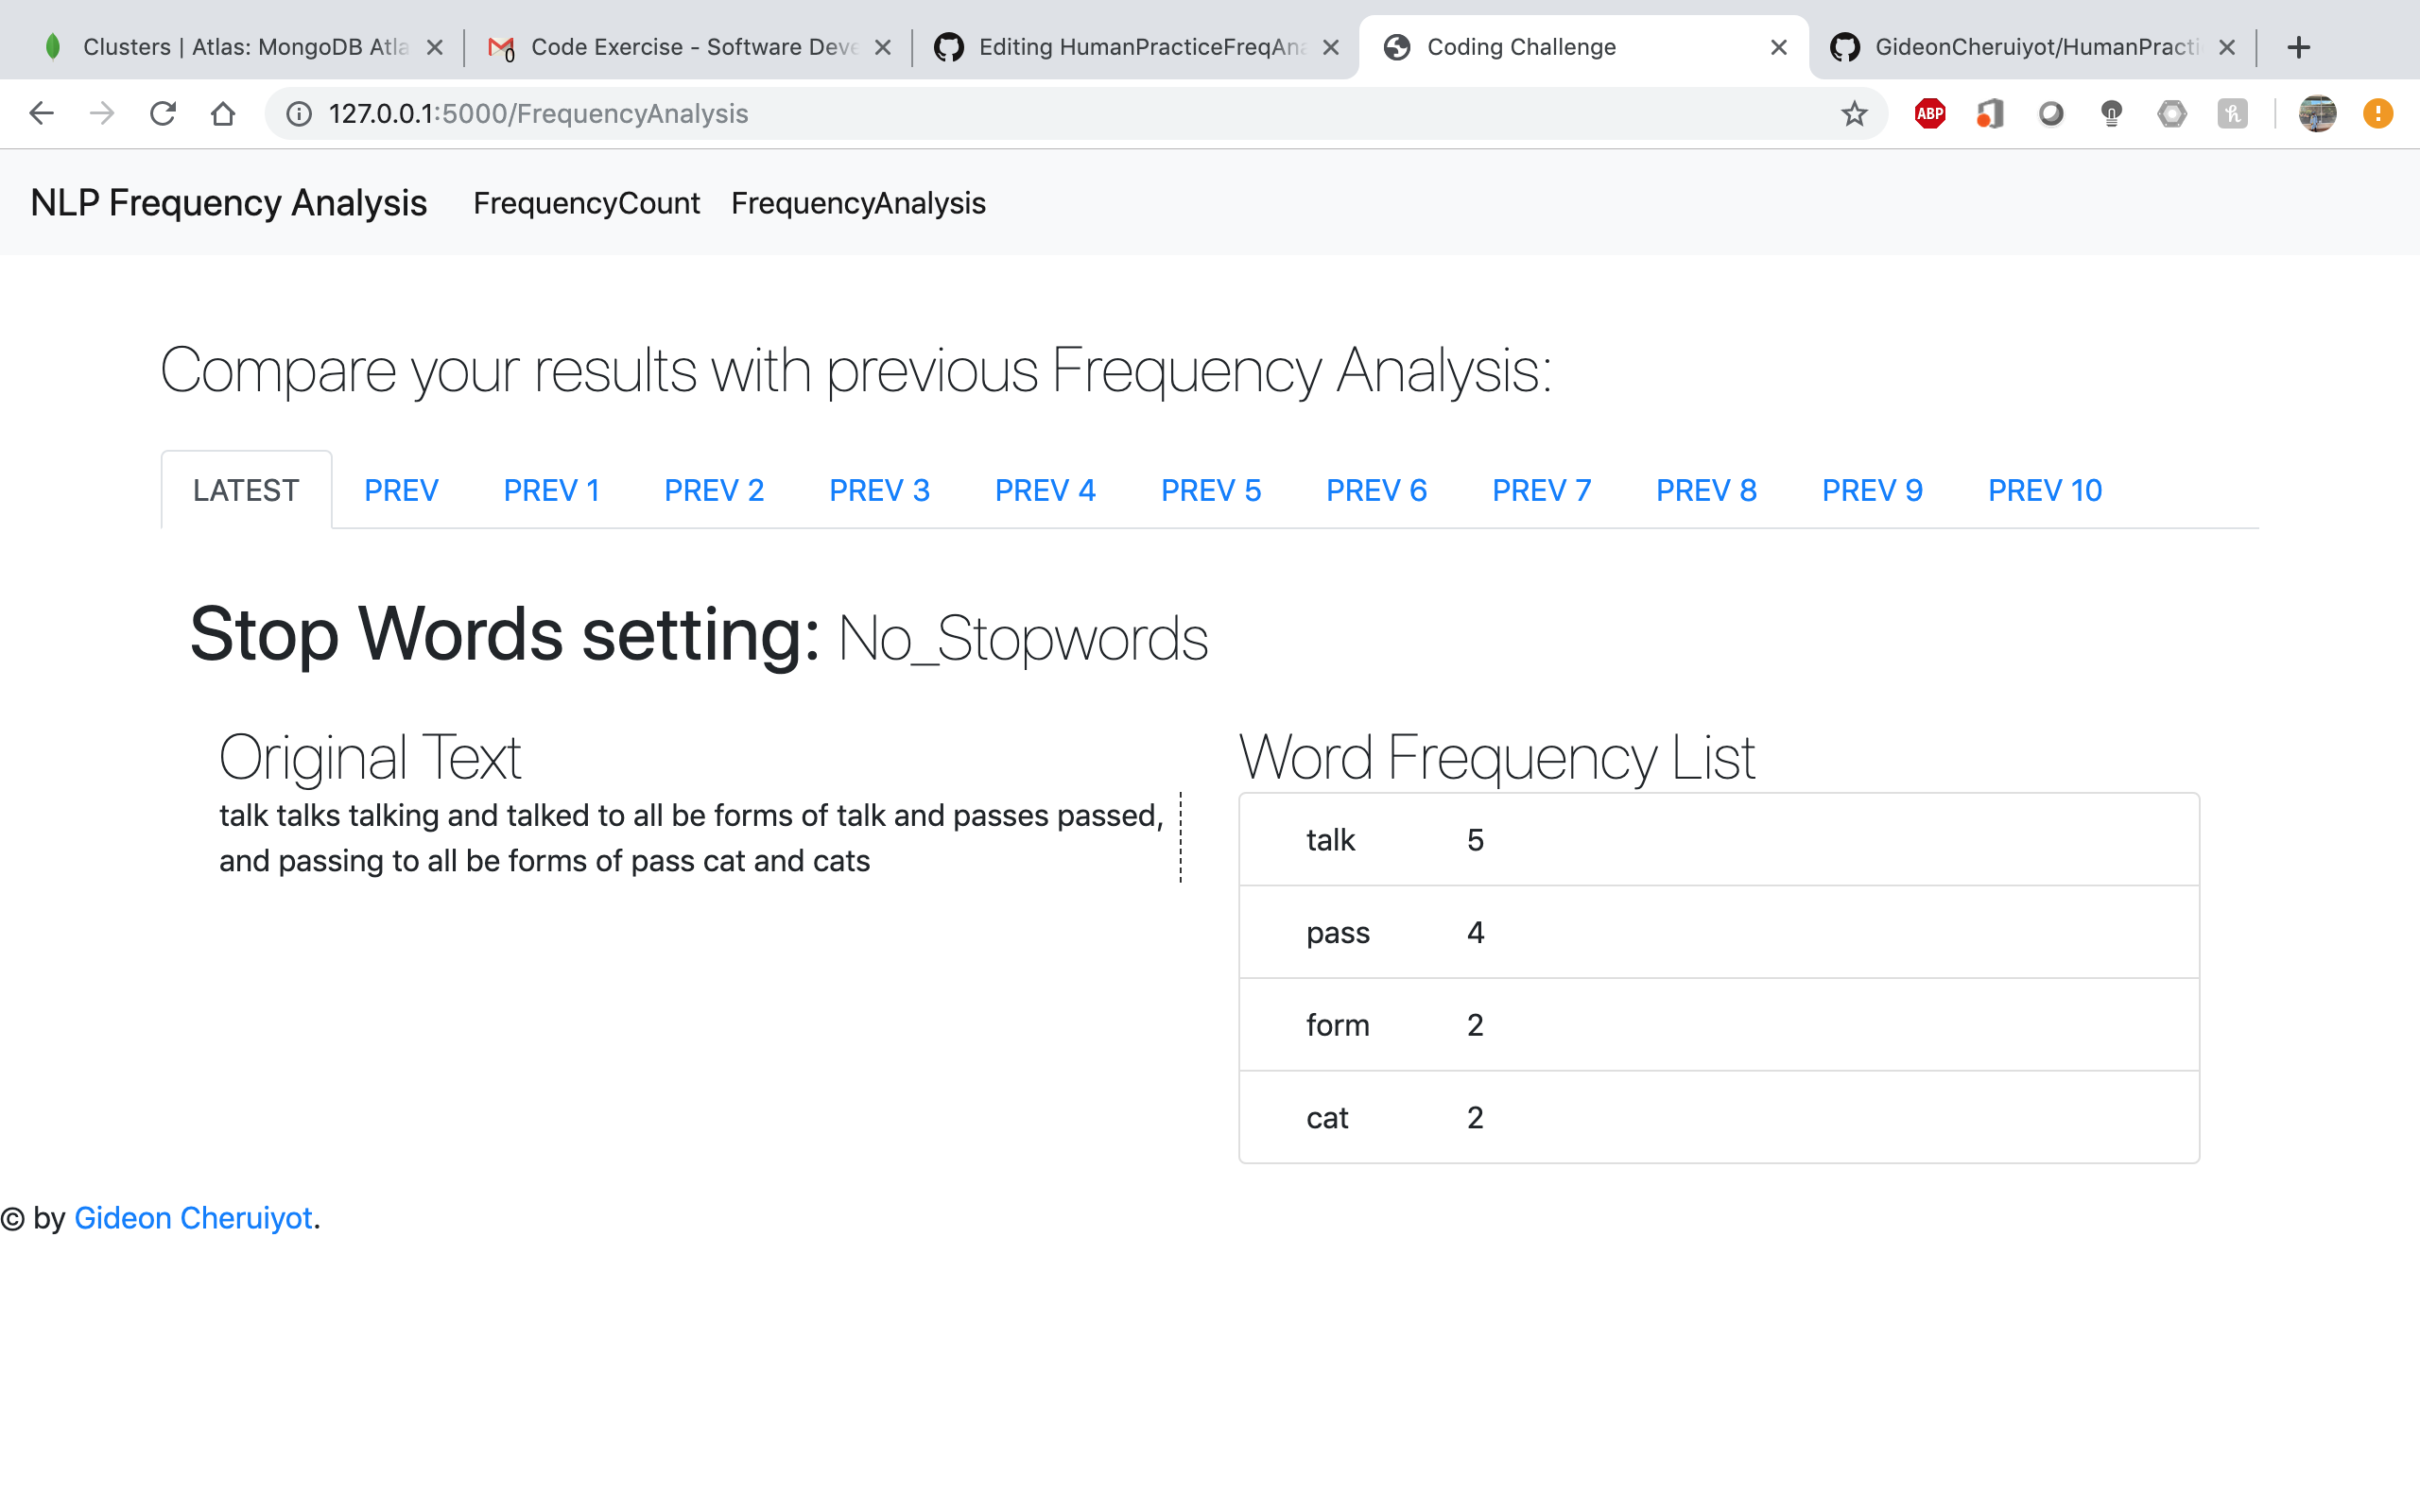 Clusters | Atlas: MongoDB Atla
0
Code Exercise - Software Deve
Editing HumanPracticeFreqAna
Coding Challenge
GideonCheruiyot/HumanPracti
127.0.0.1:5000/FrequencyAnalysis
ABP
h
NLP Frequency Analysis FrequencyCount FrequencyAnalysis
Compare your results with previous Frequency Analysis:
LATEST PREV PREV 1 PREV 2 PREV 3 PREV 4 PREV 5 PREV 6 PREV 7 PREV 8 PREV 9 PREV 10
Stop Words setting: No_Stopwords
Original Text
talk talks talking and talked to all be forms of talk and passes passed,
and passing to all be forms of pass cat and cats
Word Frequency List
talk 5
pass 4
form 2
cat 2
© by Gideon Cheruiyot.